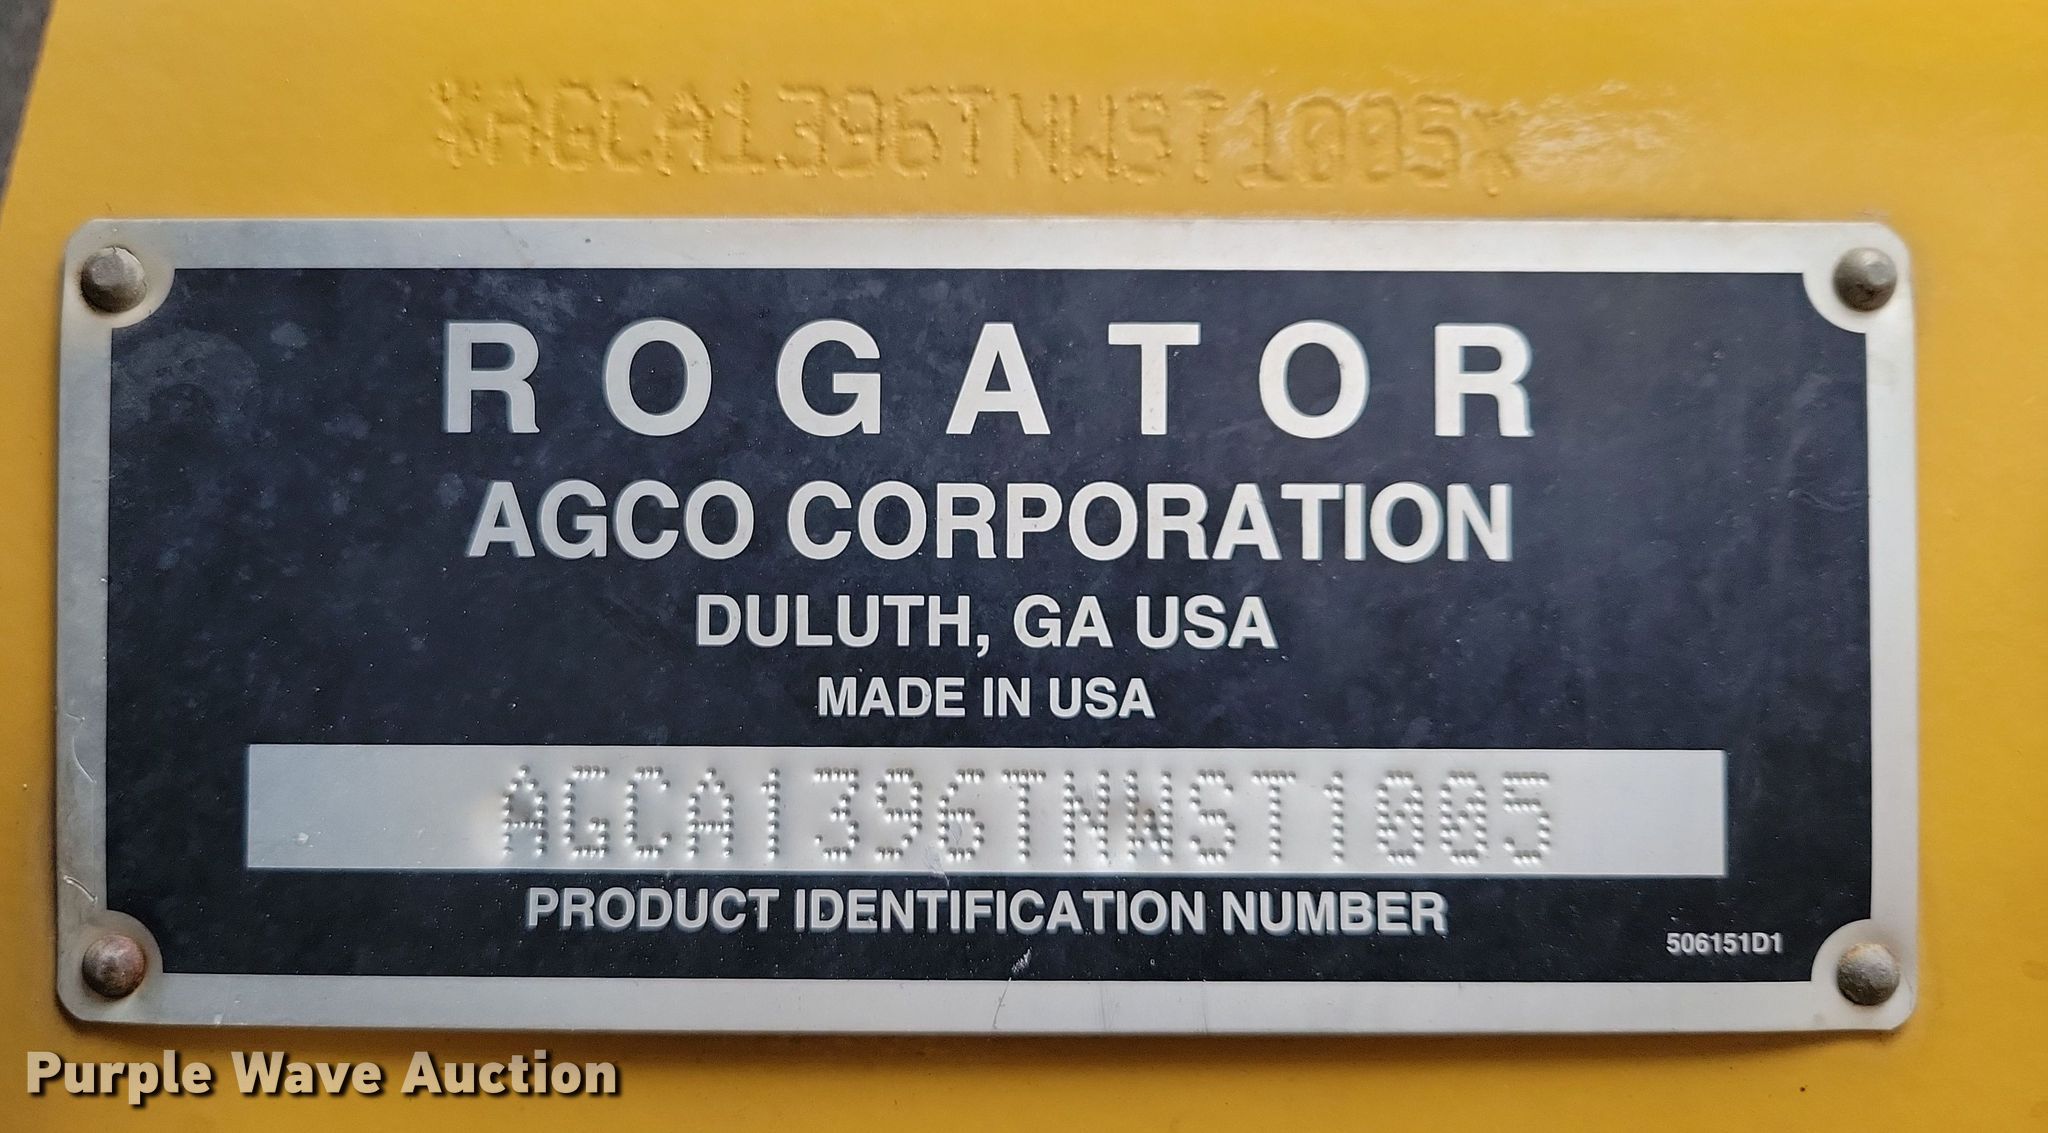 *AGCA1396TNWST1005*
ROGATOR
AGCO CORPORATION
DULUTH, GA USA
MADE IN USA
AGCA1396TNWST1005
PRODUCT IDENTIFICATION NUMBER
506151D1
Purple Wave Auction